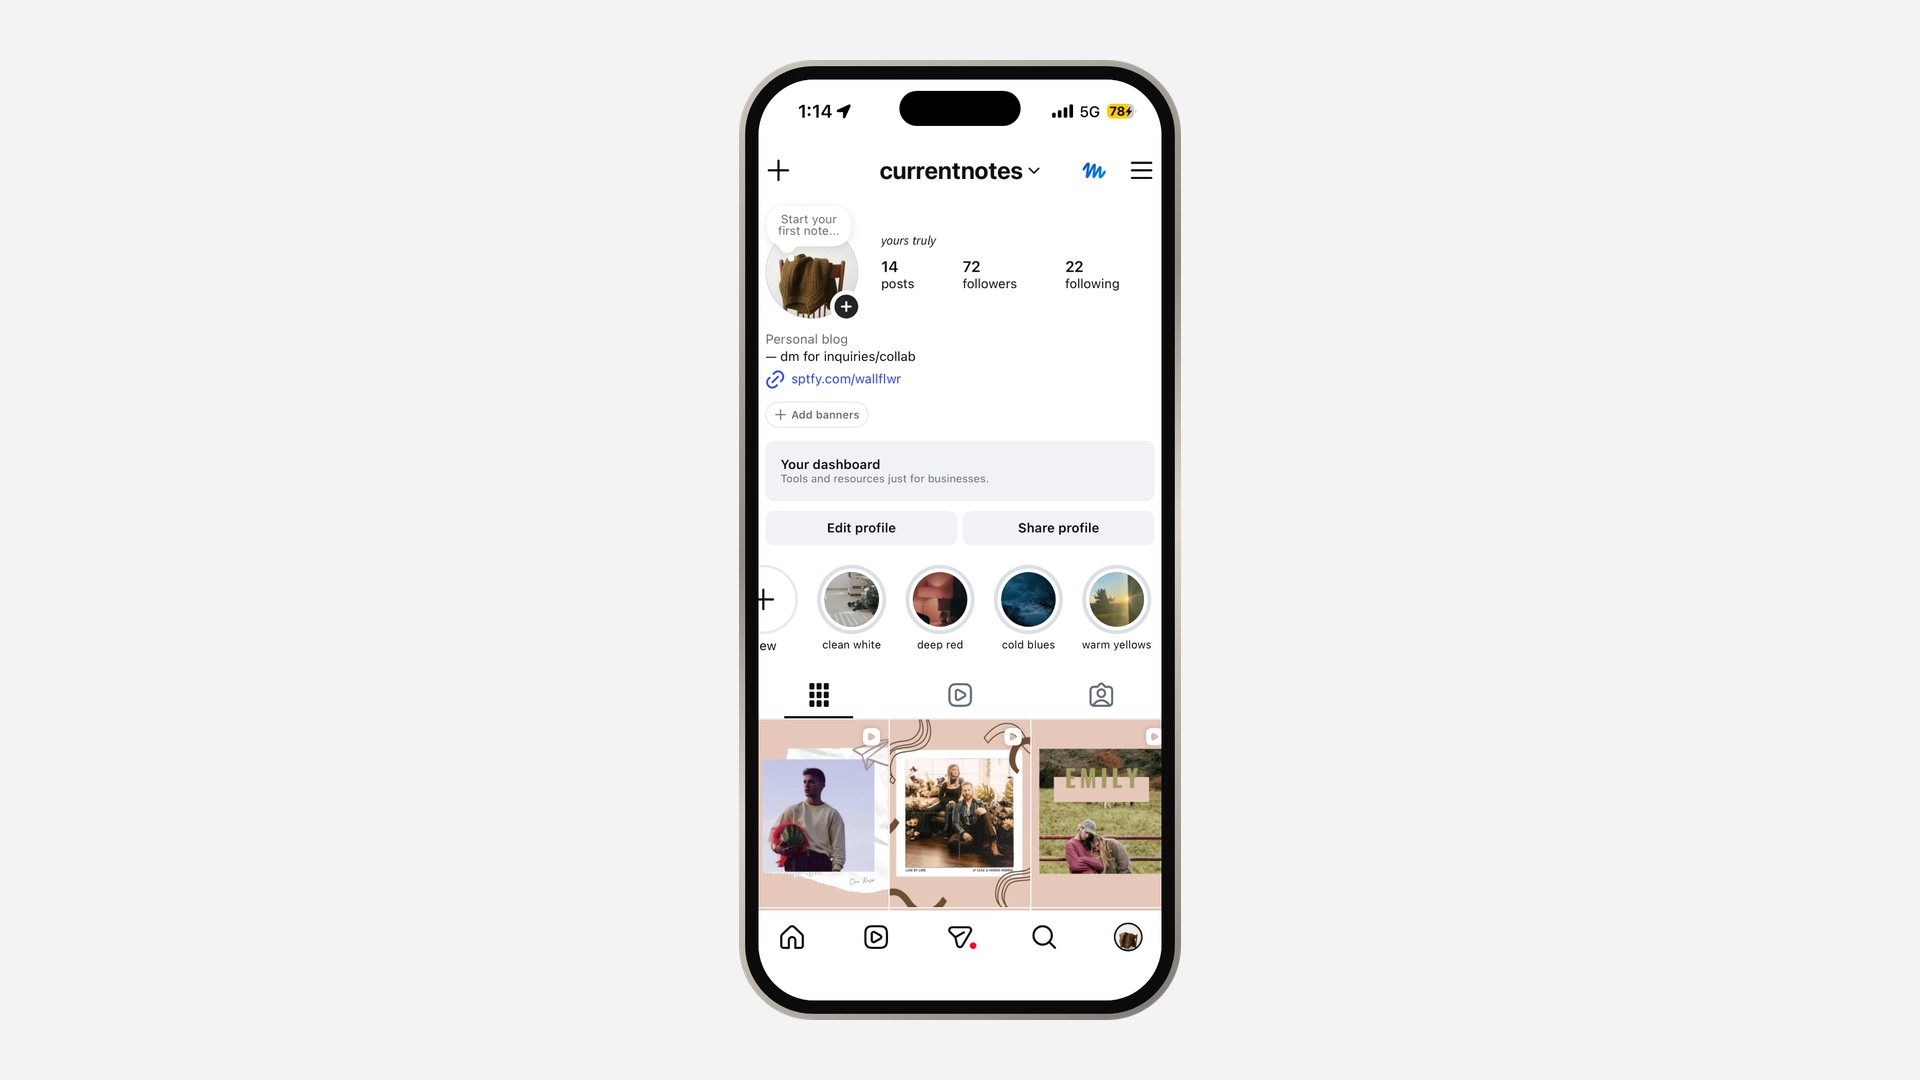 1:14
5G
78
currentnotes
Start your
first note...
yours truly
14
posts
72
followers
22
following
Personal blog
— dm for inquiries/collab
sptfy.com/wallflwr
Add banners
Your dashboard
Tools and resources just for businesses.
Edit profile
Share profile
ew
clean white
deep red
cold blues
warm yellows
EMILY